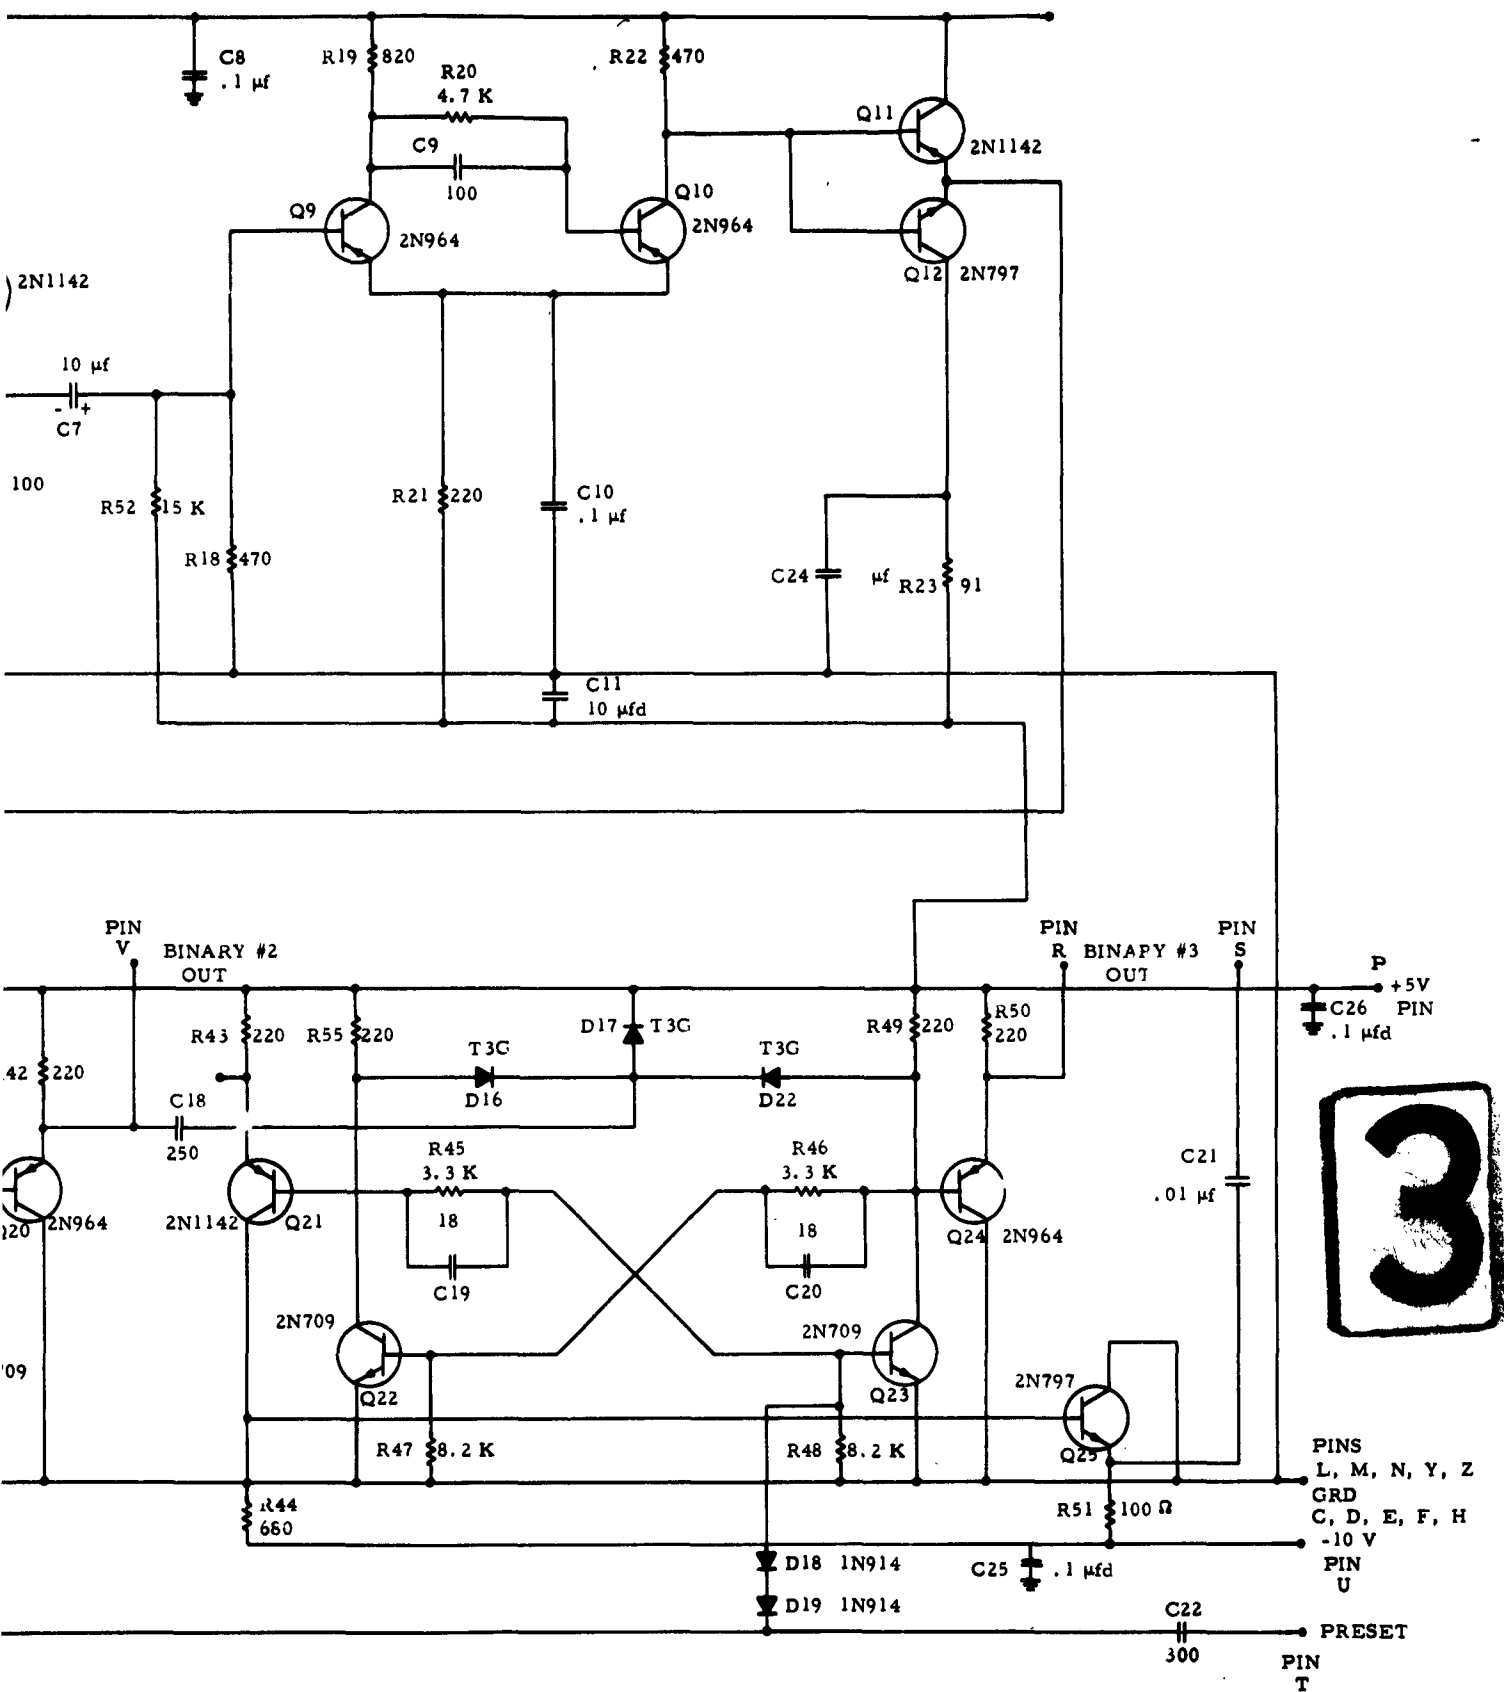 C8
.1 µf
R19 820
R20
4.7 K
R22 470
C9
100
Q11
2N1142
Q9
2N964
Q10
2N964
Q12 2N797
2N1142
10 µf
- +
C7
100
R52 15 K
R18 470
R21 220
C10
.1 µf
C24 µf
R23 91
C11
10 µfd
PIN
V
BINARY #2
OUT
PIN
R
BINAPY #3
OUT
PIN
S
P
+5V
PIN
C26
.1 µfd
R43 220
R55 220
D17 T3G
R49 220
R50
220
42 220
T3G
D16
T3G
D22
C18
250
R45
3.3 K
18
C19
R46
3.3 K
18
C20
C21
.01 µf
3
Q20 2N964
2N1142 Q21
Q24 2N964
2N709
Q22
2N709
Q23
'09
2N797
Q25
R47 8.2 K
R48 8.2 K
R44
680
R51 100 Ω
PINS
L, M, N, Y, Z
GRD
C, D, E, F, H
-10 V
PIN
U
D18 1N914
C25 .1 µfd
D19 1N914
C22
300
PRESET
PIN
T